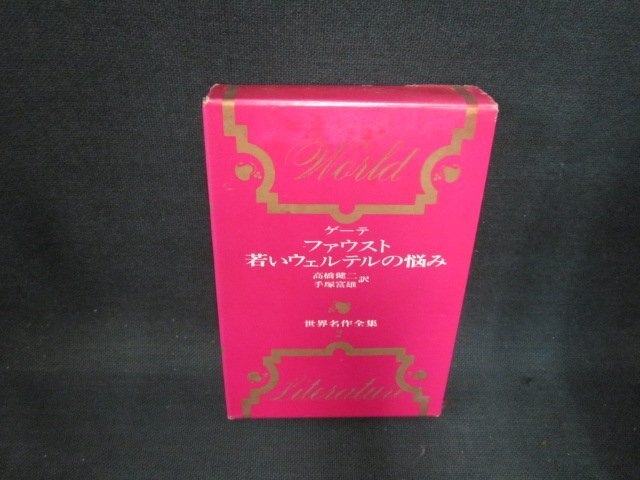 World
ゲーテ
ファウスト
若いウェルテルの悩み
高橋健二
手塚富雄
訳
世界名作全集
2
Literature